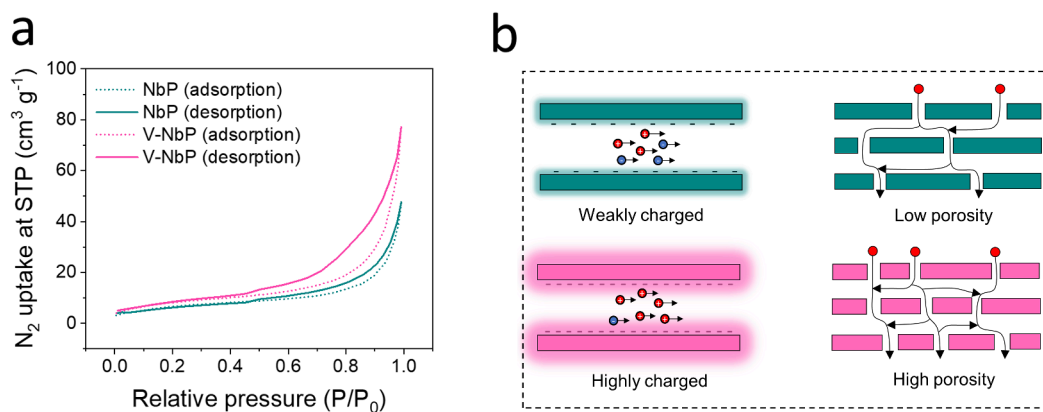 a
b
100
80
60
40
20
0
N₂ uptake at STP (cm³ g⁻¹)
NbP (adsorption)
NbP (desorption)
V-NbP (adsorption)
V-NbP (desorption)
0.0 0.2 0.4 0.6 0.8 1.0
Relative pressure (P/P₀)
Weakly charged
Low porosity
Highly charged
High porosity